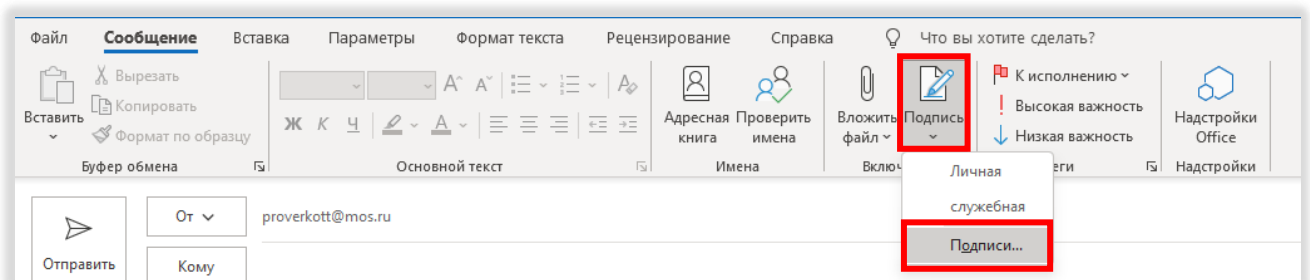 Файл Сообщение Вставка Параметры Формат текста Рецензирование Справка Что вы хотите сделать?
Вставить
Вырезать
Копировать
Формат по образцу
Буфер обмена
Ж К Ч
Основной текст
Адресная книга
Проверить имена
Имена
Вложить файл
Подпись
Включ
К исполнению
Высокая важность
Низкая важность
еги
Надстройки Office
Надстройки
Личная
служебная
Подписи...
Отправить
От
proverkott@mos.ru
Кому